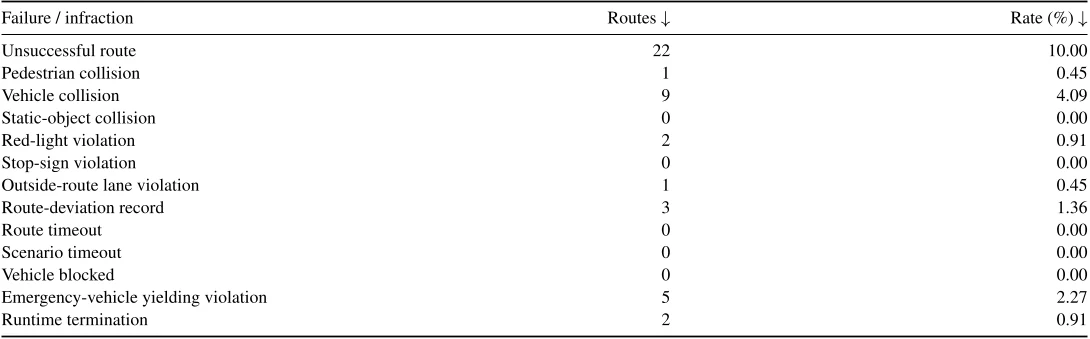 Failure / infraction Routes ↓ Rate (%) ↓
Unsuccessful route 22 10.00
Pedestrian collision 1 0.45
Vehicle collision 9 4.09
Static-object collision 0 0.00
Red-light violation 2 0.91
Stop-sign violation 0 0.00
Outside-route lane violation 1 0.45
Route-deviation record 3 1.36
Route timeout 0 0.00
Scenario timeout 0 0.00
Vehicle blocked 0 0.00
Emergency-vehicle yielding violation 5 2.27
Runtime termination 2 0.91